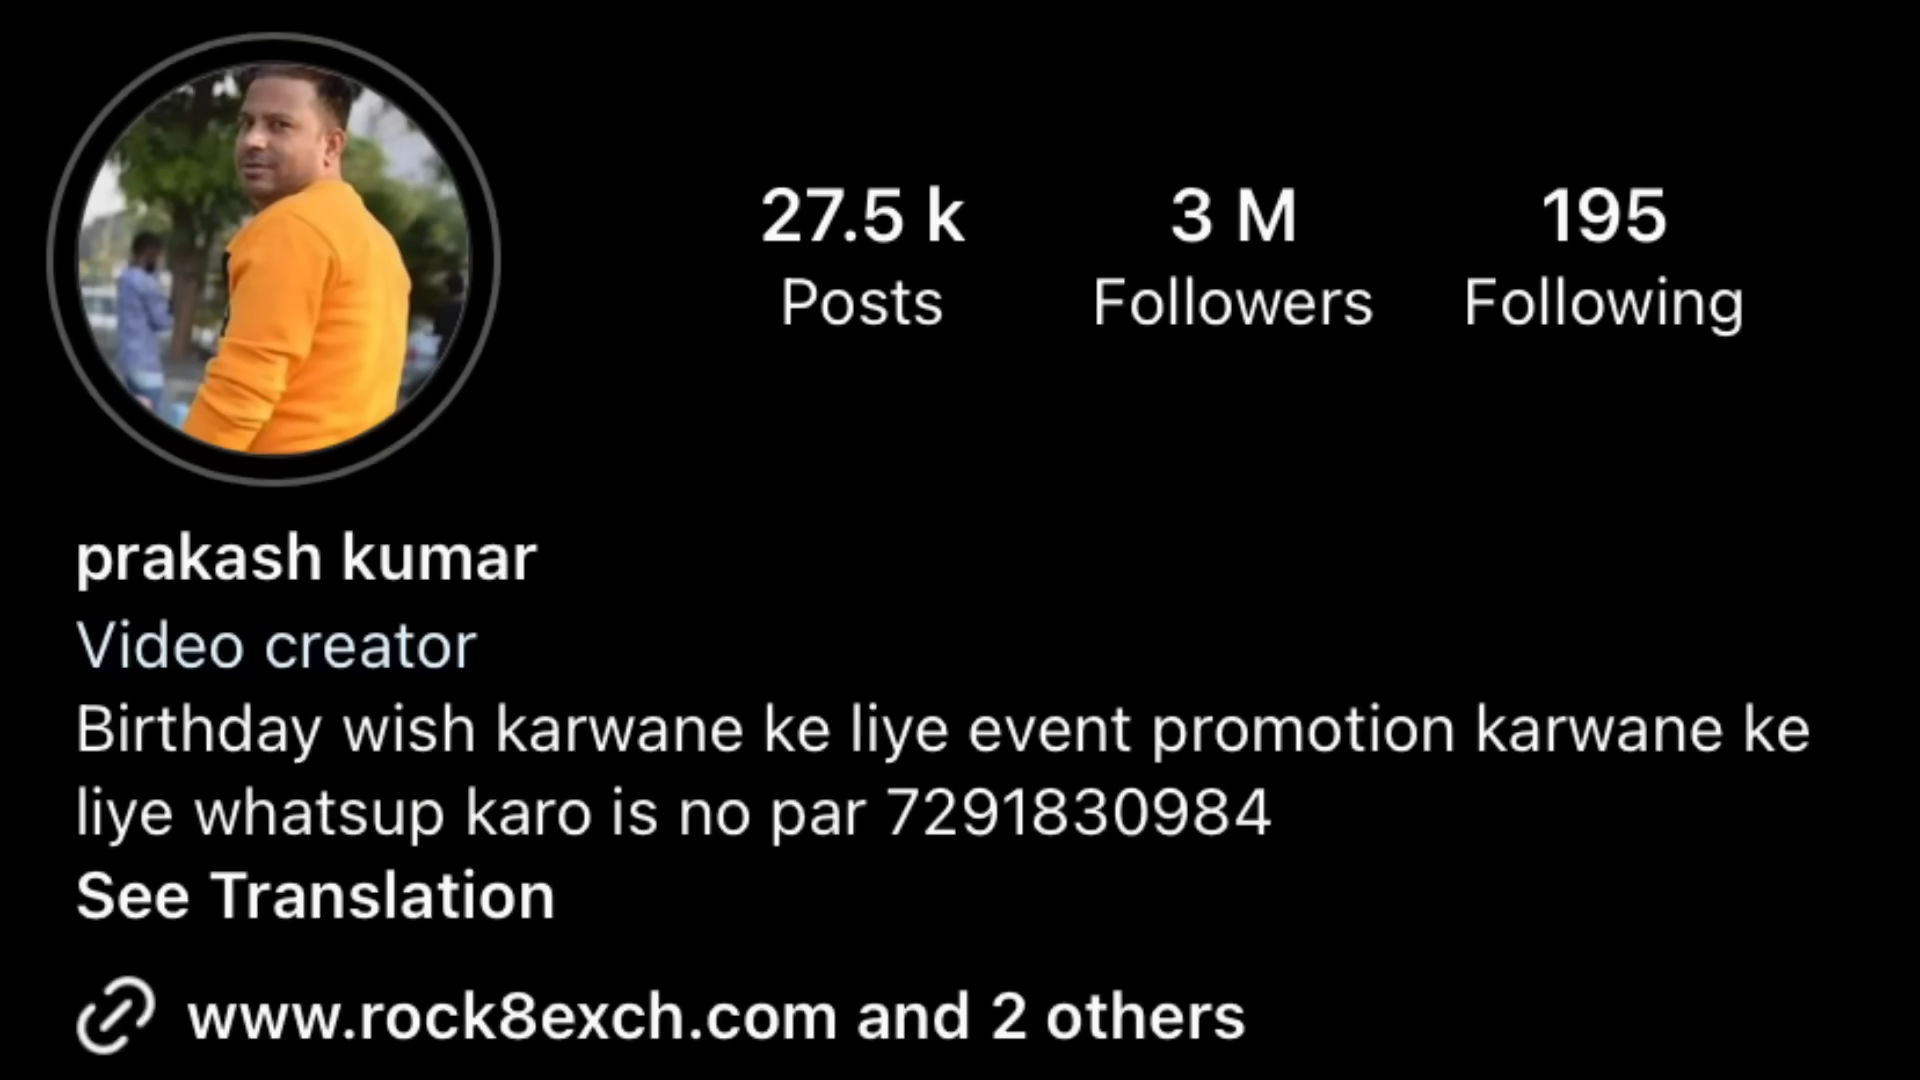 27.5 k 3 M 195
Posts Followers Following
prakash kumar
Video creator
Birthday wish karwane ke liye event promotion karwane ke
liye whatsup karo is no par 7291830984
See Translation
www.rock8exch.com and 2 others